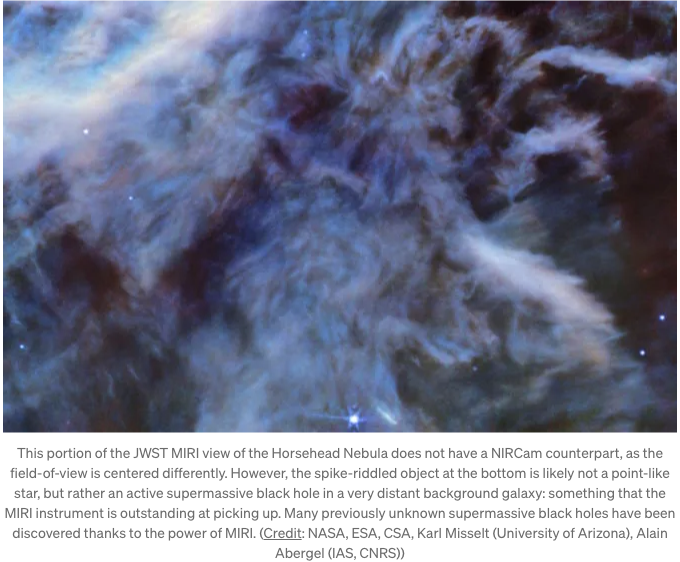 This portion of the JWST MIRI view of the Horsehead Nebula does not have a NIRCam counterpart, as the
field-of-view is centered differently. However, the spike-riddled object at the bottom is likely not a point-like
star, but rather an active supermassive black hole in a very distant background galaxy: something that the
MIRI instrument is outstanding at picking up. Many previously unknown supermassive black holes have been
discovered thanks to the power of MIRI. (Credit: NASA, ESA, CSA, Karl Misselt (University of Arizona), Alain
Abergel (IAS, CNRS))